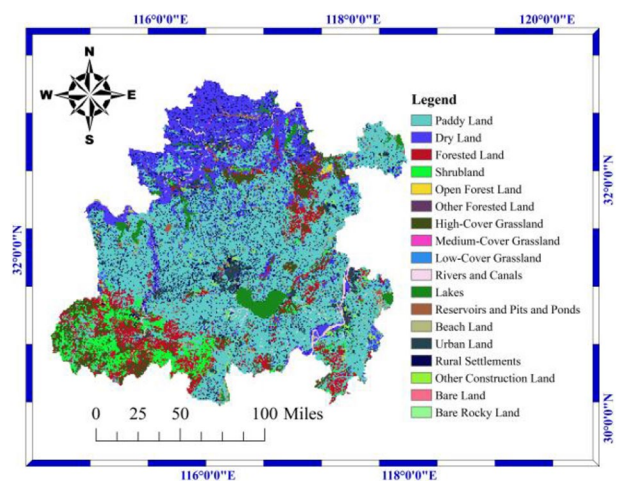 116°0'0"E 118°0'0"E 120°0'0"E
N
W E
S
32°0'0"N
32°0'0"N
30°0'0"N
Legend
Paddy Land
Dry Land
Forested Land
Shrubland
Open Forest Land
Other Forested Land
High-Cover Grassland
Medium-Cover Grassland
Low-Cover Grassland
Rivers and Canals
Lakes
Reservoirs and Pits and Ponds
Beach Land
Urban Land
Rural Settlements
Other Construction Land
Bare Land
Bare Rocky Land
0 25 50 100 Miles
116°0'0"E 118°0'0"E